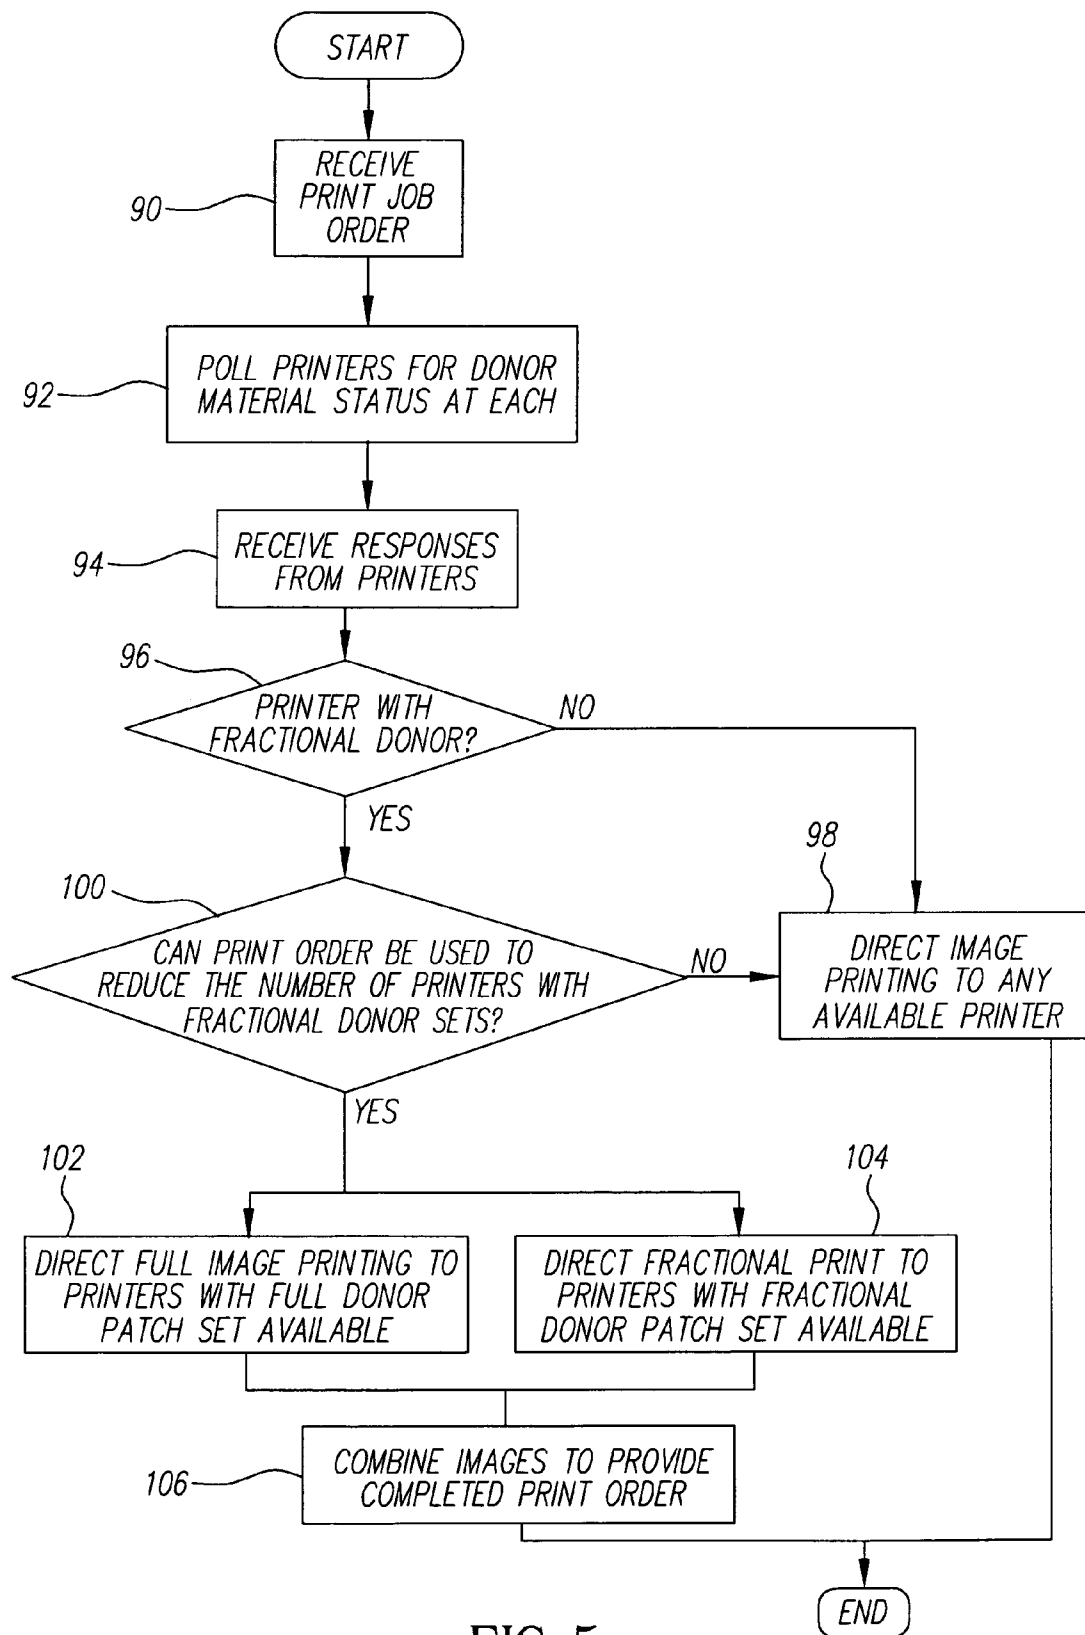 START
RECEIVE
PRINT JOB
ORDER
90
POLL PRINTERS FOR DONOR
MATERIAL STATUS AT EACH
92
RECEIVE RESPONSES
FROM PRINTERS
94
96
PRINTER WITH
FRACTIONAL DONOR?
NO
YES
98
100
CAN PRINT ORDER BE USED TO
REDUCE THE NUMBER OF PRINTERS WITH
FRACTIONAL DONOR SETS?
NO
DIRECT IMAGE
PRINTING TO ANY
AVAILABLE PRINTER
YES
102
104
DIRECT FULL IMAGE PRINTING TO
PRINTERS WITH FULL DONOR
PATCH SET AVAILABLE
DIRECT FRACTIONAL PRINT TO
PRINTERS WITH FRACTIONAL
DONOR PATCH SET AVAILABLE
COMBINE IMAGES TO PROVIDE
COMPLETED PRINT ORDER
106
END
FIG. 5